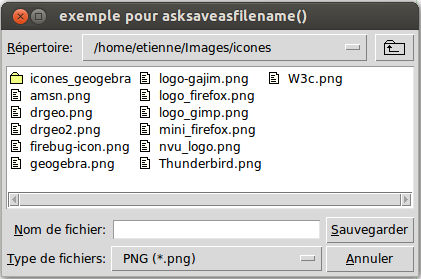 exemple pour asksaveasfilename()
Répertoire: /home/etienne/Images/icones
icones_geogebra logo-gajim.png W3c.png
amsn.png logo_firefox.png
drgeo.png logo_gimp.png
drgeo2.png mini_firefox.png
firebug-icon.png nvu_logo.png
geogebra.png Thunderbird.png
Nom de fichier: Sauvegarder
Type de fichiers: PNG (*.png) Annuler